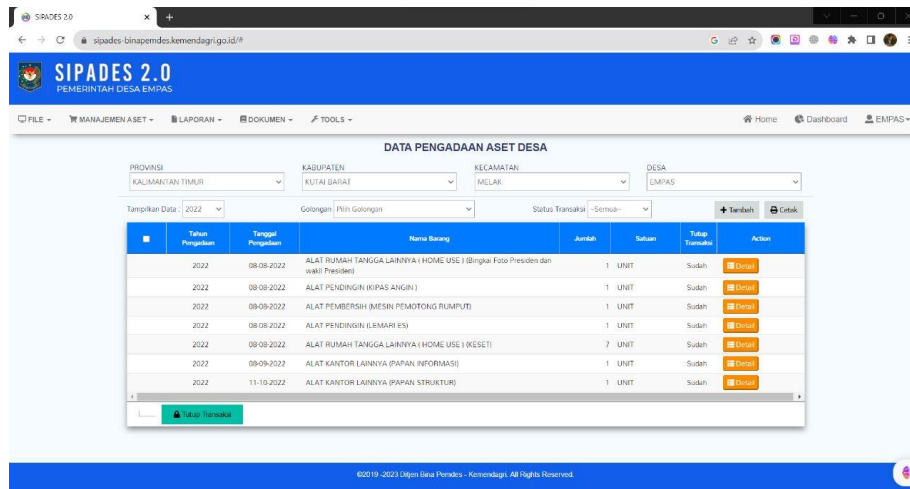 SIPADES 2.0
sipades-binapemdes.kemendagri.go.id/#
SIPADES 2.0
PEMERINTAH DESA EMPAS
FILE MANAJEMEN ASET LAPORAN DOKUMEN TOOLS Home Dashboard EMPAS
DATA PENGADAAN ASET DESA
PROVINSI KABUPATEN KECAMATAN DESA
KALIMANTAN TIMUR KUTAI BARAT MELAK EMPAS
Tampilkan Data : 2022 Golongan Pilih Golongan Status Transaksi --Semua-- Tambah Cetak
Tahun Pengadaan Tanggal Pengadaan Nama Barang Jumlah Satuan Tutup Transaksi Action
2022 08-08-2022 ALAT RUMAH TANGGA LAINNYA ( HOME USE ) (Bingkai Foto Presiden dan wakil Presiden) 1 UNIT Sudah Detail
2022 08-08-2022 ALAT PENDINGIN (KIPAS ANGIN ) 1 UNIT Sudah Detail
2022 08-08-2022 ALAT PEMBERSIH (MESIN PEMOTONG RUMPUT) 1 UNIT Sudah Detail
2022 08-08-2022 ALAT PENDINGIN (LEMARI ES) 1 UNIT Sudah Detail
2022 08-08-2022 ALAT RUMAH TANGGA LAINNYA ( HOME USE ) (KESET) 7 UNIT Sudah Detail
2022 08-09-2022 ALAT KANTOR LAINNYA (PAPAN INFORMASI) 1 UNIT Sudah Detail
2022 11-10-2022 ALAT KANTOR LAINNYA (PAPAN STRUKTUR) 1 UNIT Sudah Detail
Tutup Transaksi
©2019 -2023 Ditjen Bina Pemdes - Kemendagri. All Rights Reserved.